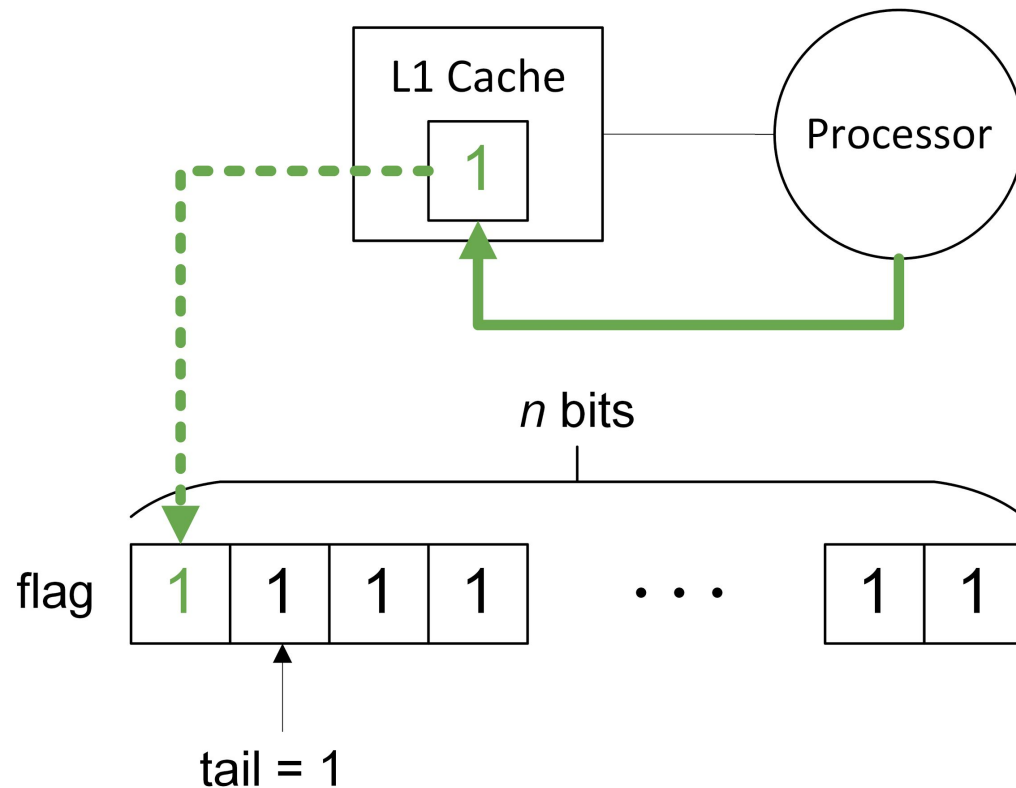 L1 Cache
1
Processor
n bits
flag 1 1 1 1 · · · 1 1
tail = 1